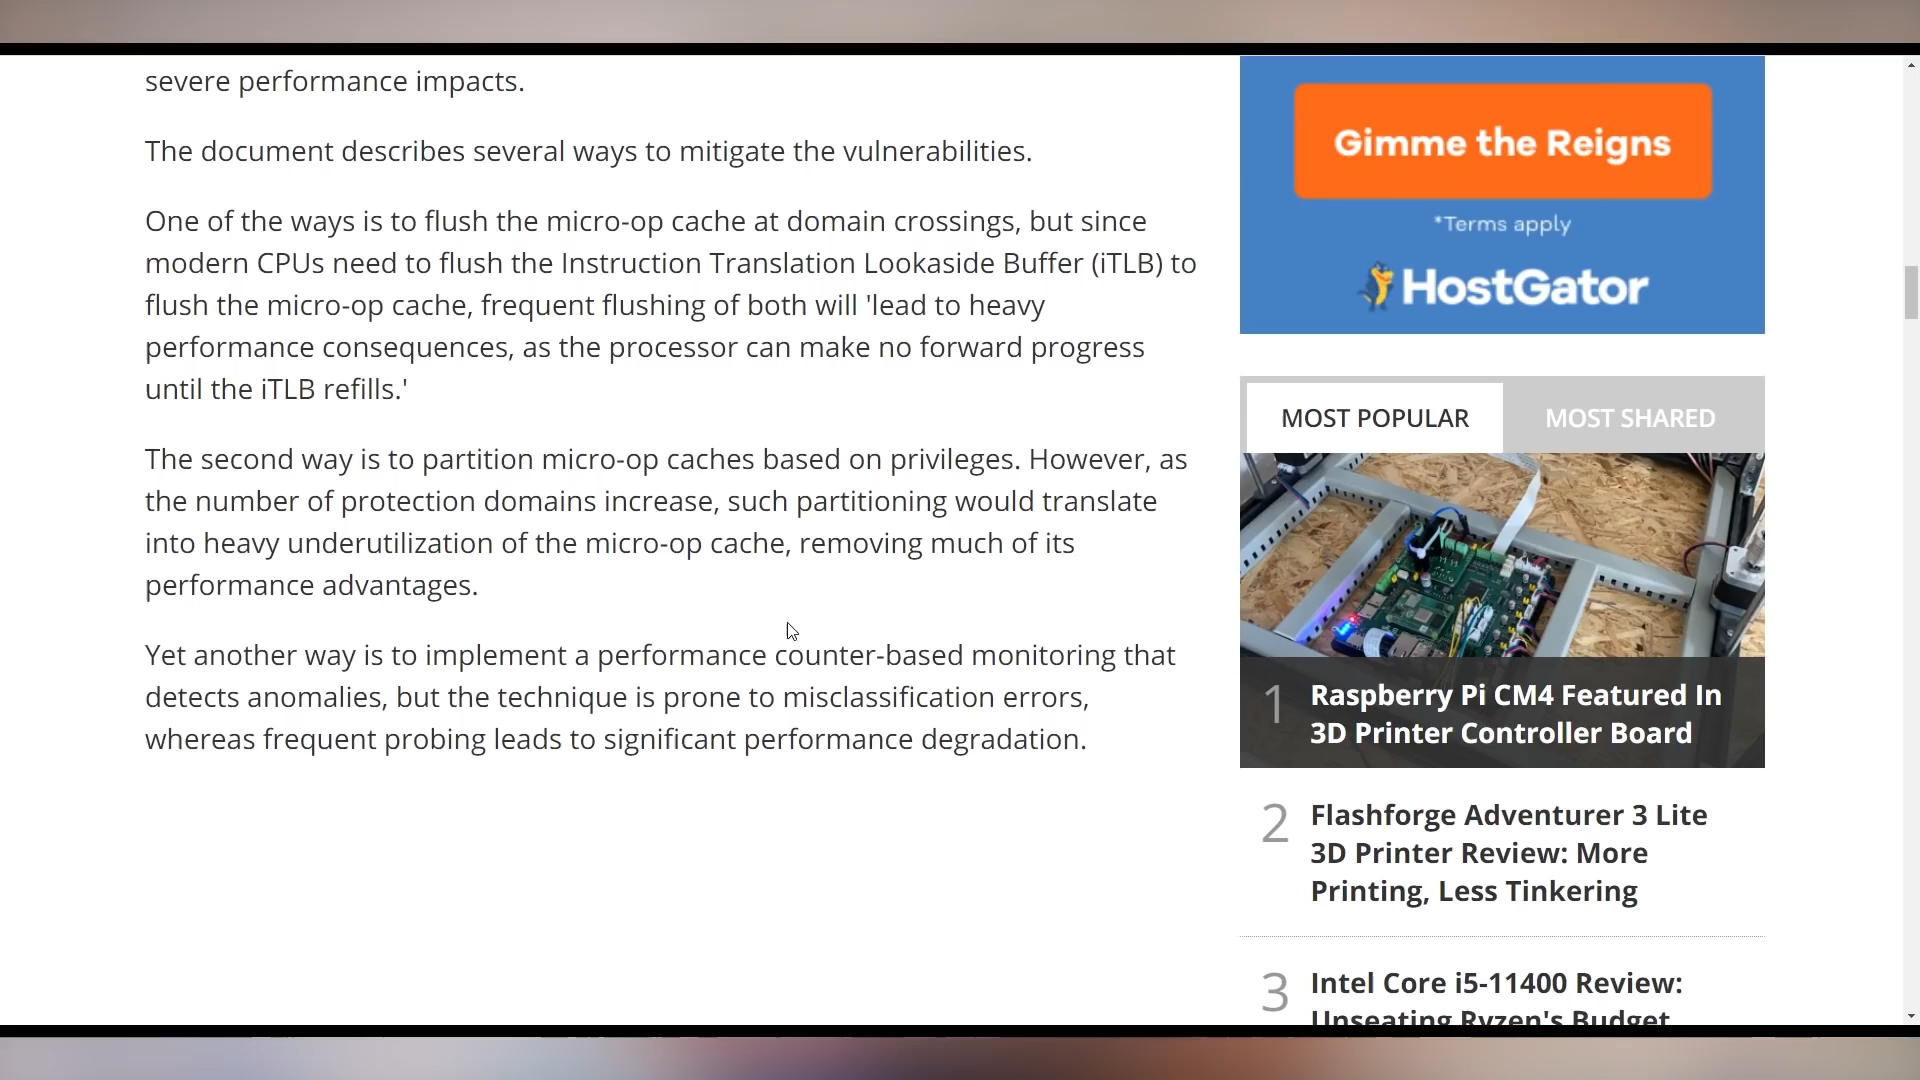 severe performance impacts.
The document describes several ways to mitigate the vulnerabilities.
One of the ways is to flush the micro-op cache at domain crossings, but since
modern CPUs need to flush the Instruction Translation Lookaside Buffer (iTLB) to
flush the micro-op cache, frequent flushing of both will 'lead to heavy
performance consequences, as the processor can make no forward progress
until the iTLB refills.'
The second way is to partition micro-op caches based on privileges. However, as
the number of protection domains increase, such partitioning would translate
into heavy underutilization of the micro-op cache, removing much of its
performance advantages.
Yet another way is to implement a performance counter-based monitoring that
detects anomalies, but the technique is prone to misclassification errors,
whereas frequent probing leads to significant performance degradation.
Gimme the Reigns
*Terms apply
HostGator
MOST POPULAR
MOST SHARED
1 Raspberry Pi CM4 Featured In
3D Printer Controller Board
2 Flashforge Adventurer 3 Lite
3D Printer Review: More
Printing, Less Tinkering
3 Intel Core i5-11400 Review:
Unseating Ryzen's Budget